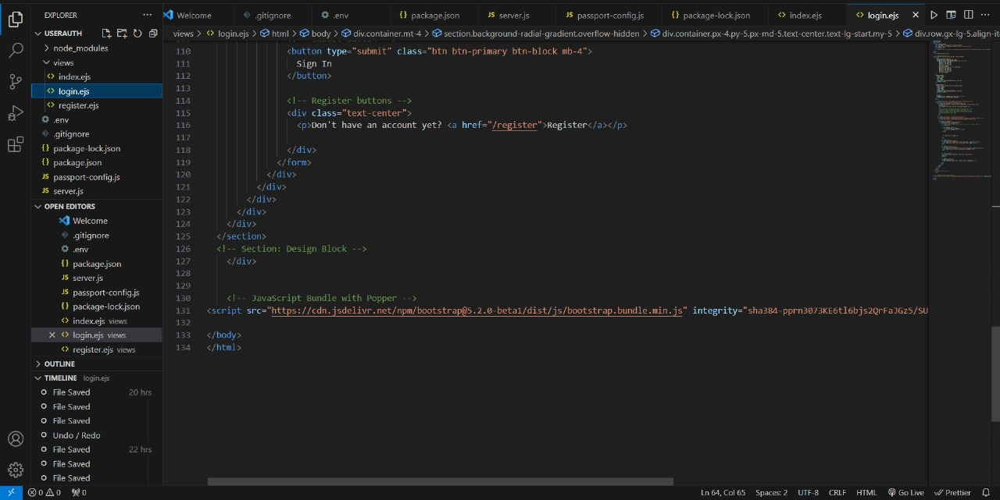 EXPLORER
Welcome
.gitignore
.env
package.json
server.js
passport-config.js
package-lock.json
index.ejs
login.ejs
USERAUTH
views > login.ejs > html > body > div.container.mt-4 > section.background-radial-gradient.overflow-hidden > div.container.px-4.py-5.px-md-5.text-center.text-lg-start.my-5 > div.row.gx-lg-5.align-it
node_modules
views
index.ejs
login.ejs
register.ejs
.env
.gitignore
package-lock.json
package.json
passport-config.js
server.js
OPEN EDITORS
Welcome
.gitignore
.env
package.json
server.js
passport-config.js
package-lock.json
index.ejs views
login.ejs views
register.ejs views
OUTLINE
TIMELINE login.ejs
File Saved 20 hrs
File Saved
File Saved
Undo / Redo
File Saved 22 hrs
File Saved
File Saved
110 <button type="submit" class="btn btn-primary btn-block mb-4">
111 Sign In
112 </button>
113
114 <!-- Register buttons -->
115 <div class="text-center">
116 <p>Don't have an account yet? <a href="/register">Register</a></p>
117
118 </div>
119 </form>
120 </div>
121 </div>
122 </div>
123 </div>
124 </div>
125 </section>
126 <!-- Section: Design Block -->
127 </div>
128
129
130 <!-- JavaScript Bundle with Popper -->
131 <script src="https://cdn.jsdelivr.net/npm/bootstrap@5.2.0-beta1/dist/js/bootstrap.bundle.min.js" integrity="sha384-pprn3073KE6tl6bjs2QrFaJGz5/SU
132
133 </body>
134 </html>
0 0 0
Ln 64, Col 65
Spaces: 2
UTF-8
CRLF
HTML
Go Live
Prettier